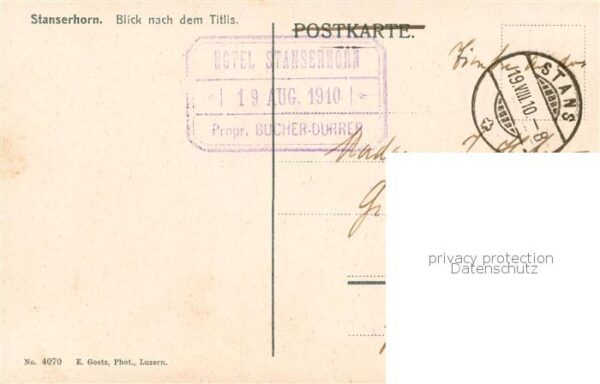 Stanserhorn. Blick nach dem Titlis.
POSTKARTE.
HOTEL STANSERHORN
19 AUG. 1910
Propr. BUCHER-DURRER
STANS
19.VIII.10-8
privacy protection
Datenschutz
No. 4070 E. Goetz, Phot., Luzern.